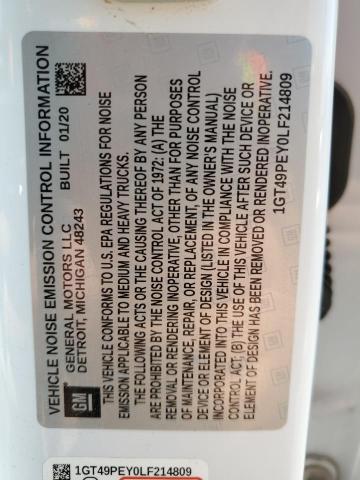 VEHICLE NOISE EMISSION CONTROL INFORMATION
GM
GENERAL MOTORS LLC
DETROIT, MICHIGAN 48243
BUILT 01/20
THIS VEHICLE CONFORMS TO U.S. EPA REGULATIONS FOR NOISE
EMISSION APPLICABLE TO MEDIUM AND HEAVY TRUCKS.
THE FOLLOWING ACTS OR THE CAUSING THEREOF BY ANY PERSON
ARE PROHIBITED BY THE NOISE CONTROL ACT OF 1972: (A) THE
REMOVAL OR RENDERING INOPERATIVE, OTHER THAN FOR PURPOSES
OF MAINTENANCE, REPAIR, OR REPLACEMENT, OF ANY NOISE CONTROL
DEVICE OR ELEMENT OF DESIGN (LISTED IN THE OWNER'S MANUAL)
INCORPORATED INTO THIS VEHICLE IN COMPLIANCE WITH THE NOISE
CONTROL ACT; (B) THE USE OF THIS VEHICLE AFTER SUCH DEVICE OR
ELEMENT OF DESIGN HAS BEEN REMOVED OR RENDERED INOPERATIVE.
1GT49PEY0LF214809
1GT49PEY0LF214809